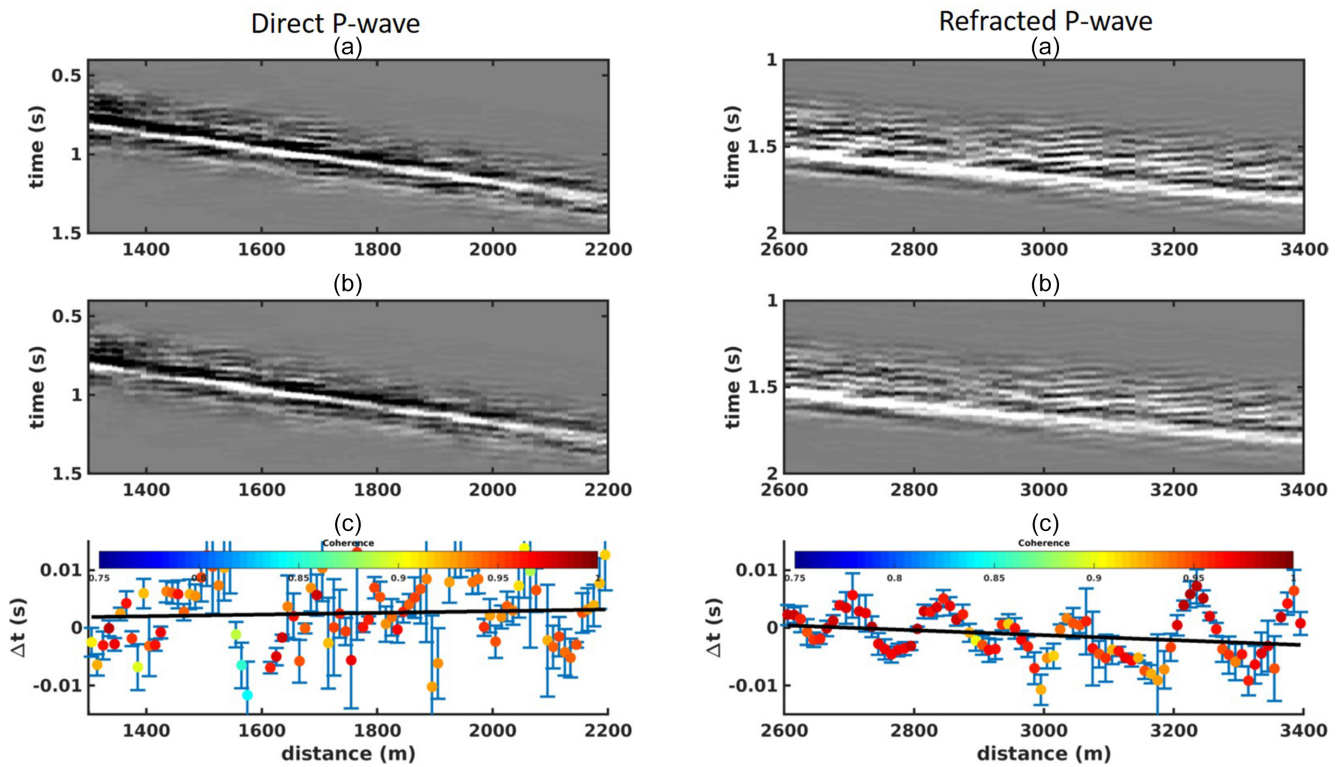 Direct P-wave
(a)
0.5
1
1.5
time (s)
1400 1600 1800 2000 2200
(b)
0.5
1
1.5
time (s)
1400 1600 1800 2000 2200
(c)
Coherence
0.75 0.8 0.85 0.9 0.95 1
0.01
0
-0.01
Δt (s)
1400 1600 1800 2000 2200
distance (m)
Refracted P-wave
(a)
1
1.5
2
time (s)
2600 2800 3000 3200 3400
(b)
1
1.5
2
time (s)
2600 2800 3000 3200 3400
(c)
Coherence
0.75 0.8 0.85 0.9 0.95 1
0.01
0
-0.01
Δt (s)
2600 2800 3000 3200 3400
distance (m)